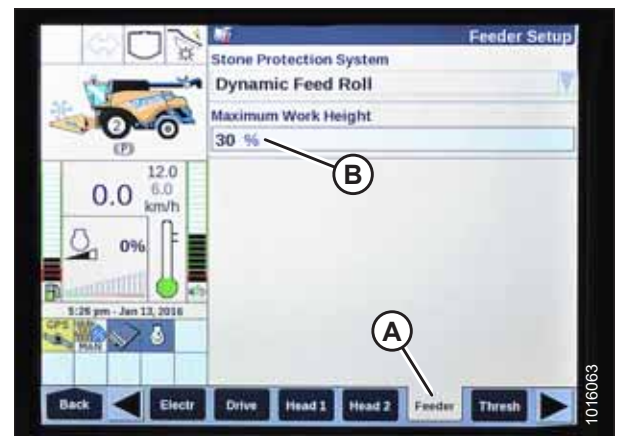 Feeder Setup
Stone Protection System
Dynamic Feed Roll
Maximum Work Height
30 %
B
2
(P)
12.0
6.0
0.0
km/h
0%
F
5:26 pm - Jan 13, 2016
GPS
MAN
A
Back
Electr
Drive
Head 1
Head 2
Feeder
Thresh
1016063